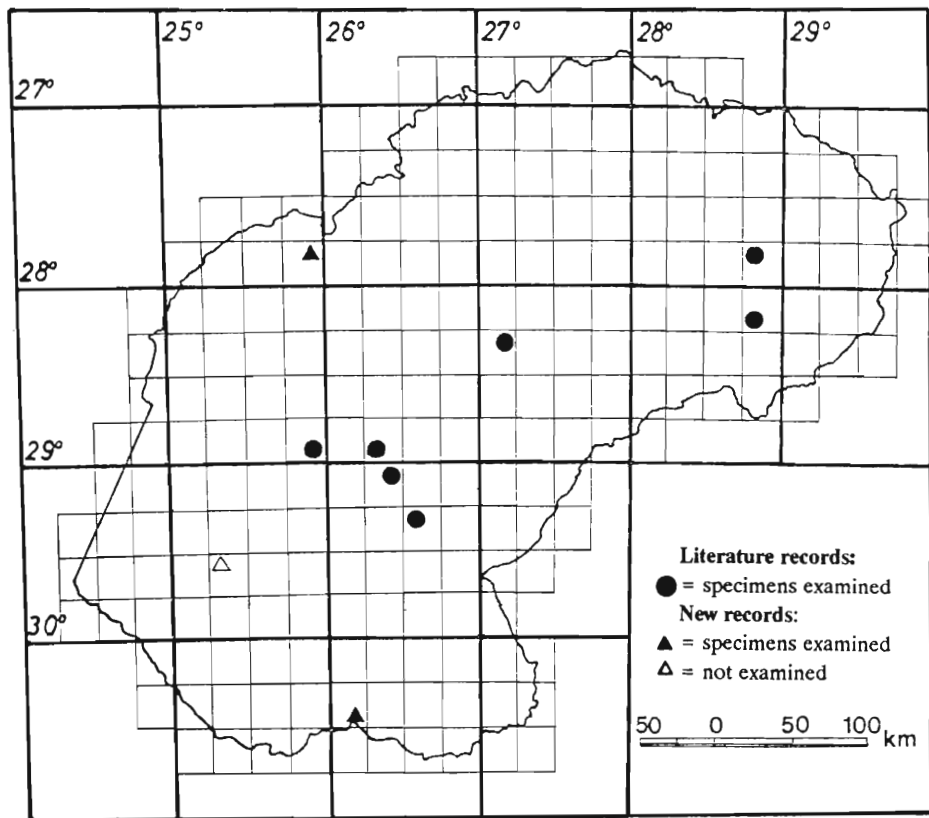 25° 26° 27° 28° 29°
27°
28°
29°
30°
Literature records:
= specimens examined
New records:
= specimens examined
= not examined
50 0 50 100 km